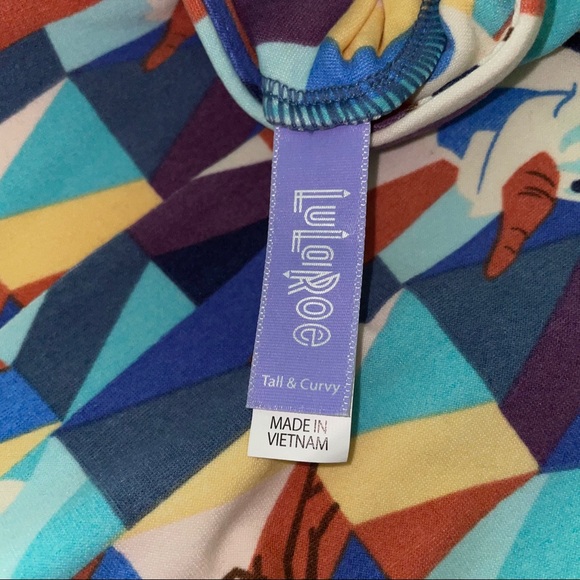 LuLaRoe
Tall & Curvy
MADE IN
VIETNAM